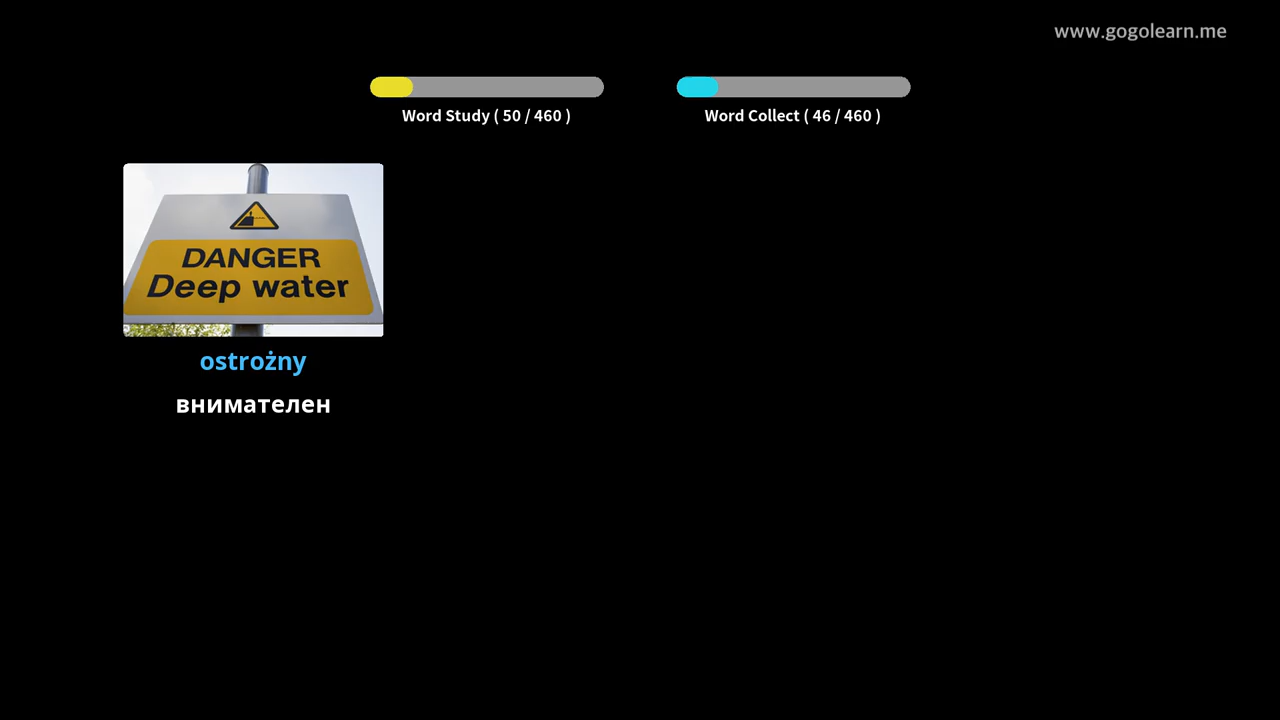 www.gogolearn.me
Word Study ( 50 / 460 )
Word Collect ( 46 / 460 )
DANGER
Deep water
ostrożny
внимателен